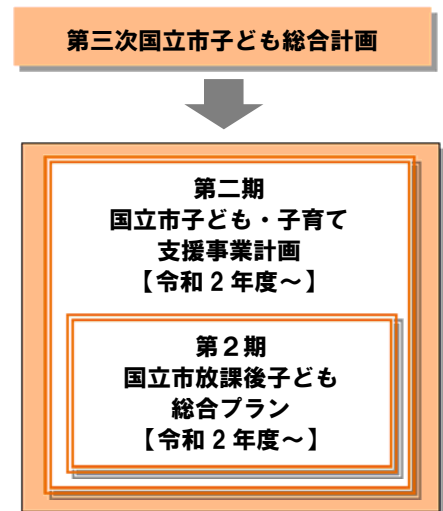 第三次国立市子ども総合計画
第二期
国立市子ども・子育て
支援事業計画
【令和２年度～】
第２期
国立市放課後子ども
総合プラン
【令和２年度～】